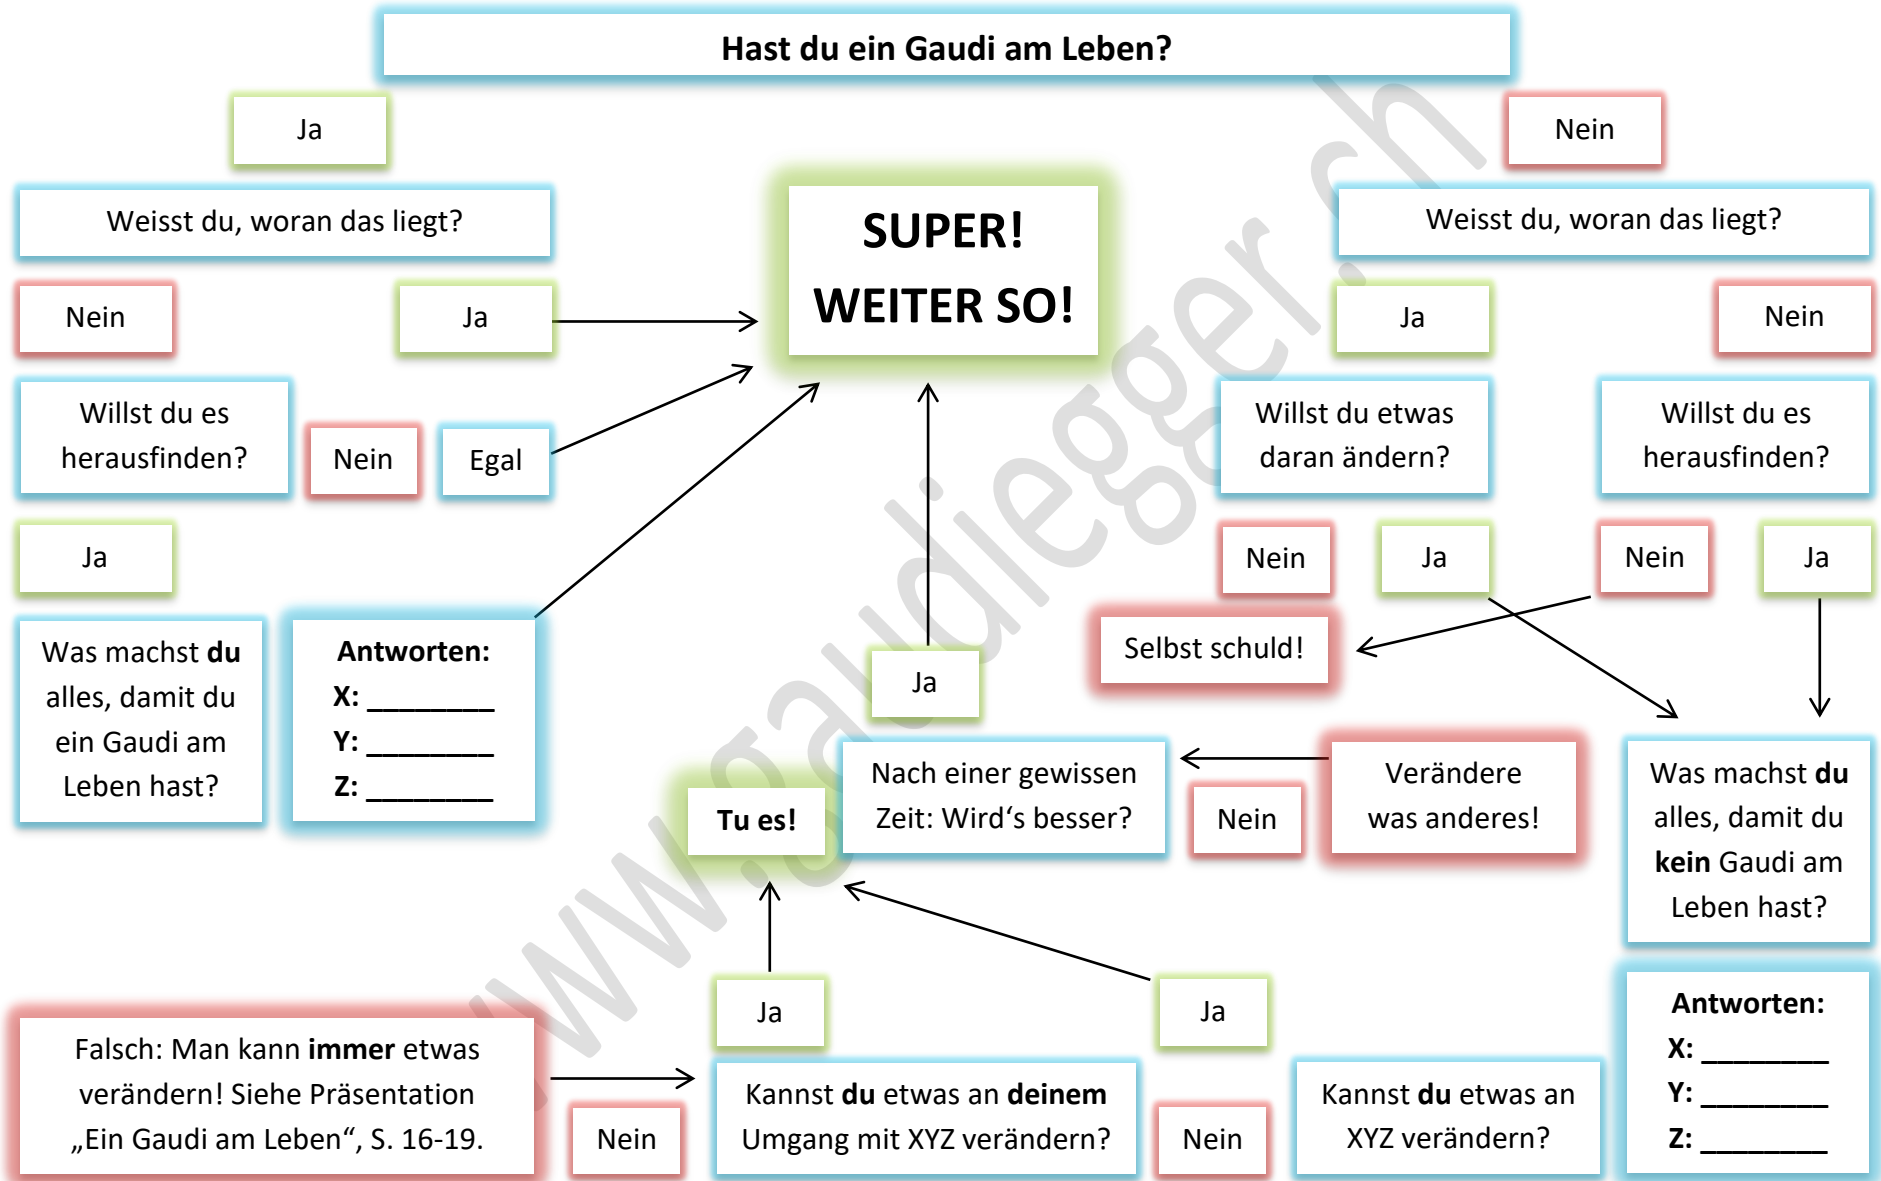 Hast du ein Gaudi am Leben?
Ja
Nein
Weisst du, woran das liegt?
SUPER!
WEITER SO!
Weisst du, woran das liegt?
Nein
Ja
Ja
Nein
Willst du es
herausfinden?
Nein
Egal
Willst du etwas
daran ändern?
Willst du es
herausfinden?
Ja
Nein
Ja
Nein
Ja
Was machst du
alles, damit du
ein Gaudi am
Leben hast?
Antworten:
X: ________
Y: ________
Z: ________
Selbst schuld!
Ja
Tu es!
Nach einer gewissen
Zeit: Wird‘s besser?
Nein
Verändere
was anderes!
Was machst du
alles, damit du
kein Gaudi am
Leben hast?
Ja
Ja
Falsch: Man kann immer etwas
verändern! Siehe Präsentation
„Ein Gaudi am Leben“, S. 16-19.
Nein
Kannst du etwas an deinem
Umgang mit XYZ verändern?
Nein
Kannst du etwas an
XYZ verändern?
Antworten:
X: ________
Y: ________
Z: ________
www.gaudiegger.ch